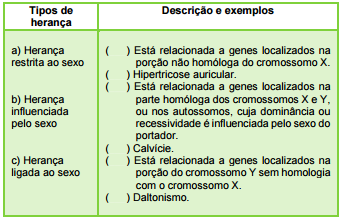 Tipos de herança
Descrição e exemplos
a) Herança restrita ao sexo
b) Herança influenciada pelo sexo
c) Herança ligada ao sexo
( ) Está relacionada a genes localizados na
porção não homóloga do cromossomo X.
( ) Hipertricose auricular.
( ) Está relacionada a genes localizados na
parte homóloga dos cromossomos X e Y,
ou nos autossomos, cuja dominância ou
recessividade é influenciada pelo sexo do
portador.
( ) Calvície.
( ) Está relacionada a genes localizados na
porção do cromossomo Y sem homologia
com o cromossomo X.
( ) Daltonismo.